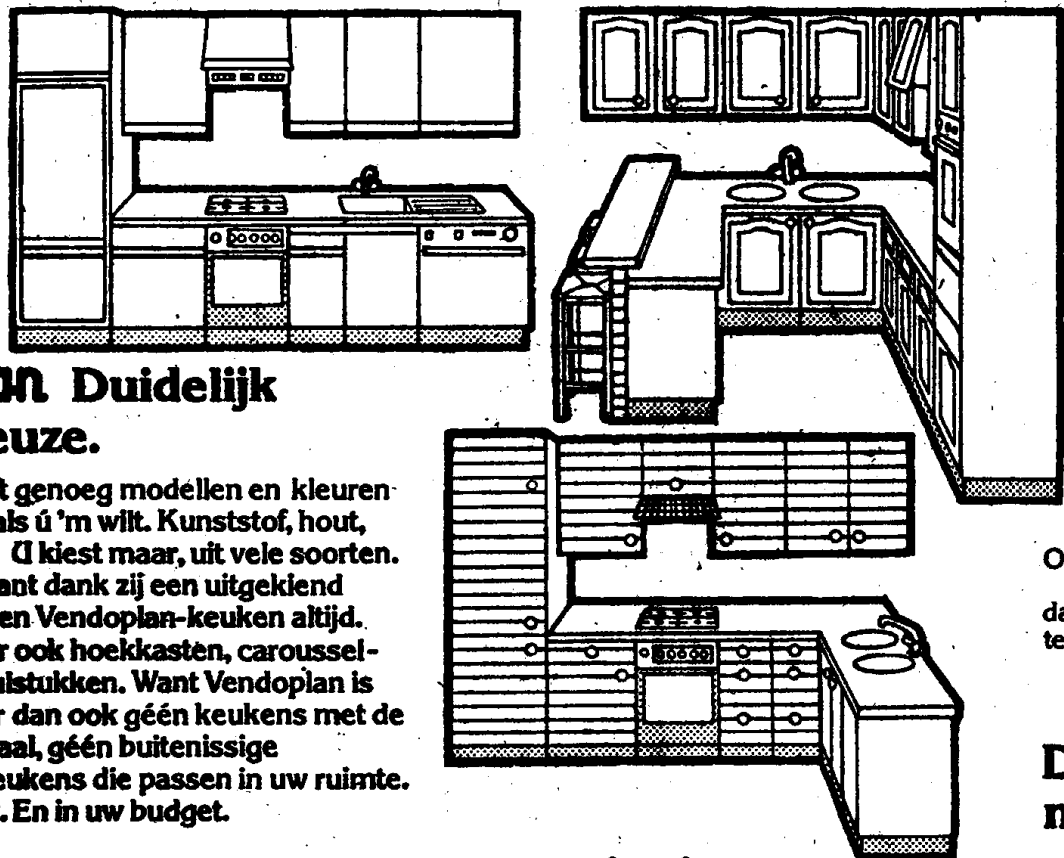 Duidelijk
euze.
t genoeg modellen en kleuren
als ú 'm wilt. Kunststof, hout,
U kiest maar, uit vele soorten.
ant dank zij een uitgekiend
en Vendoplan-keuken altijd.
r ook hoekkasten, caroussel-
ulstukken. Want Vendoplan is
r dan ook géén keukens met de
aal, géén buitenissige
eukens die passen in uw ruimte.
. En in uw budget.
O
da
te
D
n